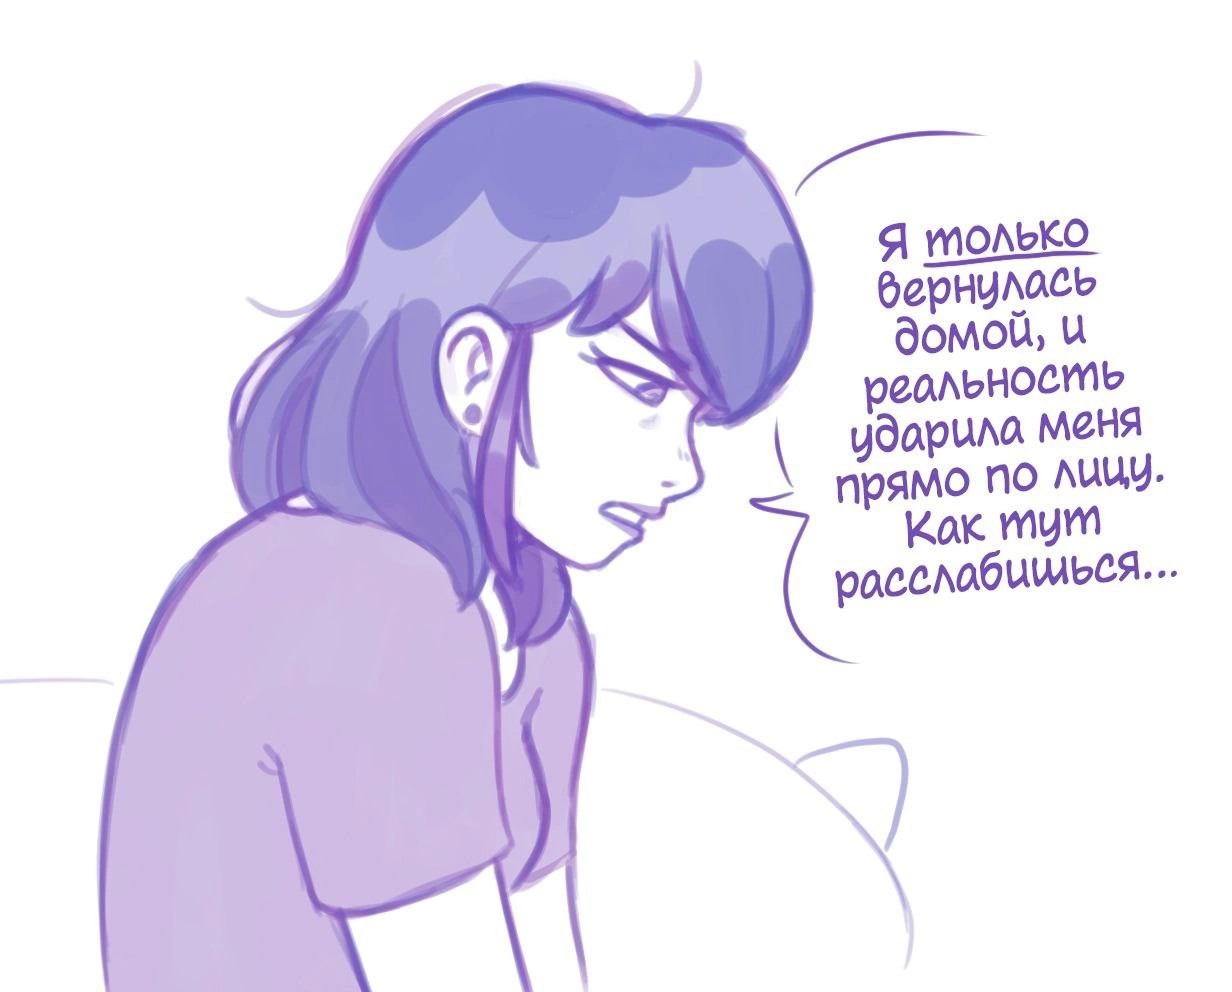 Я только
вернулась
домой, и
реальность
ударила меня
прямо по лицу.
Как тут
расслабишься...